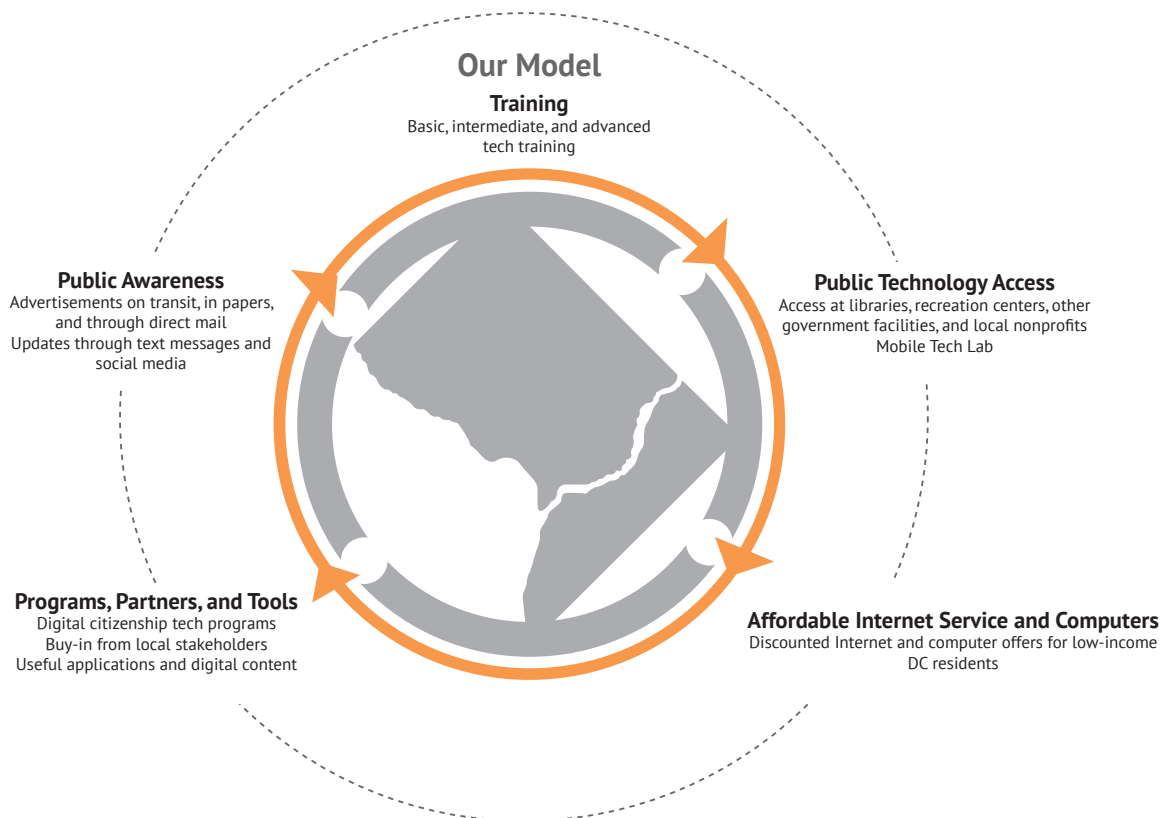 Our Model
Training
Basic, intermediate, and advanced
tech training
Public Awareness
Advertisements on transit, in papers,
and through direct mail
Updates through text messages and
social media
Public Technology Access
Access at libraries, recreation centers, other
government facilities, and local nonprofits
Mobile Tech Lab
Programs, Partners, and Tools
Digital citizenship tech programs
Buy-in from local stakeholders
Useful applications and digital content
Affordable Internet Service and Computers
Discounted Internet and computer offers for low-income
DC residents